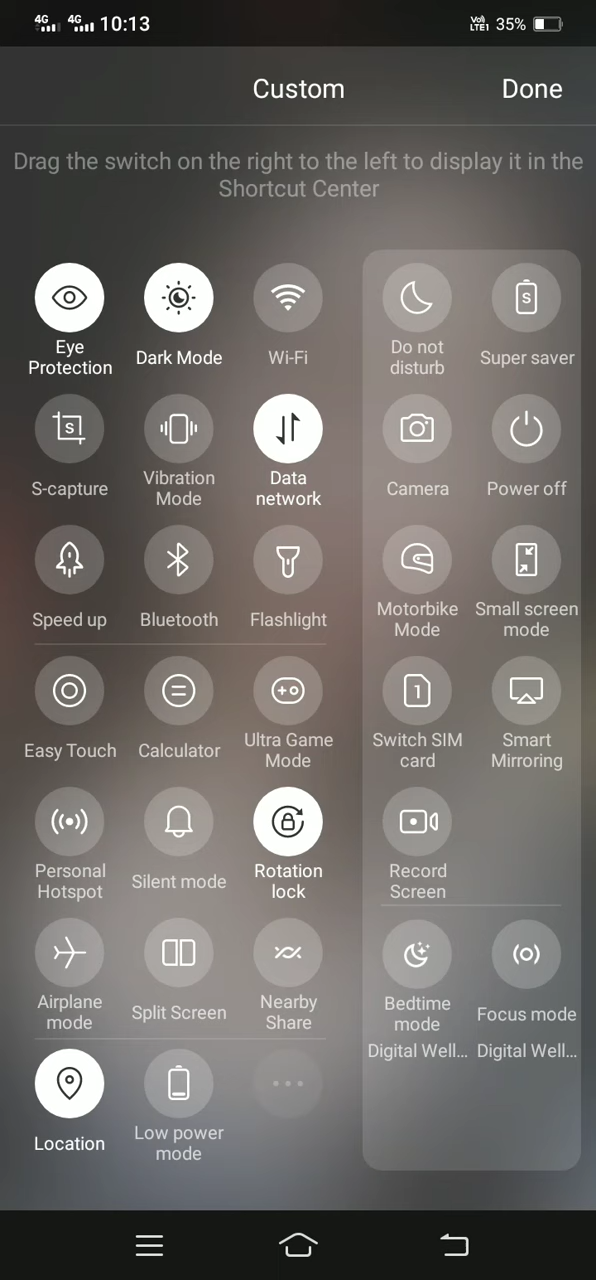 4G 4G 10:13 Vo) LTE1 35%
Custom Done
Drag the switch on the right to the left to display it in the
Shortcut Center
Eye
Protection
Dark Mode
Wi-Fi
Do not
disturb
S
Super saver
S
S-capture
Vibration
Mode
Data
network
Camera
Power off
Speed up
Bluetooth
Flashlight
Motorbike
Mode
Small screen
mode
Easy Touch
Calculator
Ultra Game
Mode
1
Switch SIM
card
Smart
Mirroring
Personal
Hotspot
Silent mode
Rotation
lock
Record
Screen
Airplane
mode
Split Screen
Nearby
Share
Bedtime
mode
Digital Well...
Focus mode
Digital Well...
Location
Low power
mode